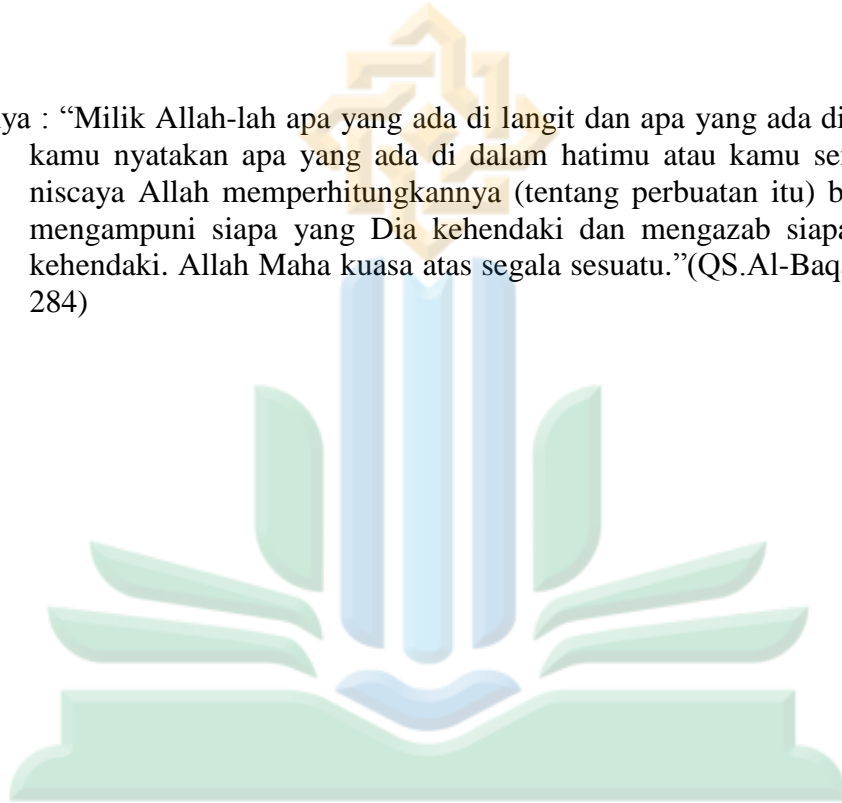 ya : “Milik Allah-lah apa yang ada di langit dan apa yang ada di
kamu nyatakan apa yang ada di dalam hatimu atau kamu se
niscaya Allah memperhitungkannya (tentang perbuatan itu) b
mengampuni siapa yang Dia kehendaki dan mengazab siapa
kehendaki. Allah Maha kuasa atas segala sesuatu.”(QS.Al-Baq
284)